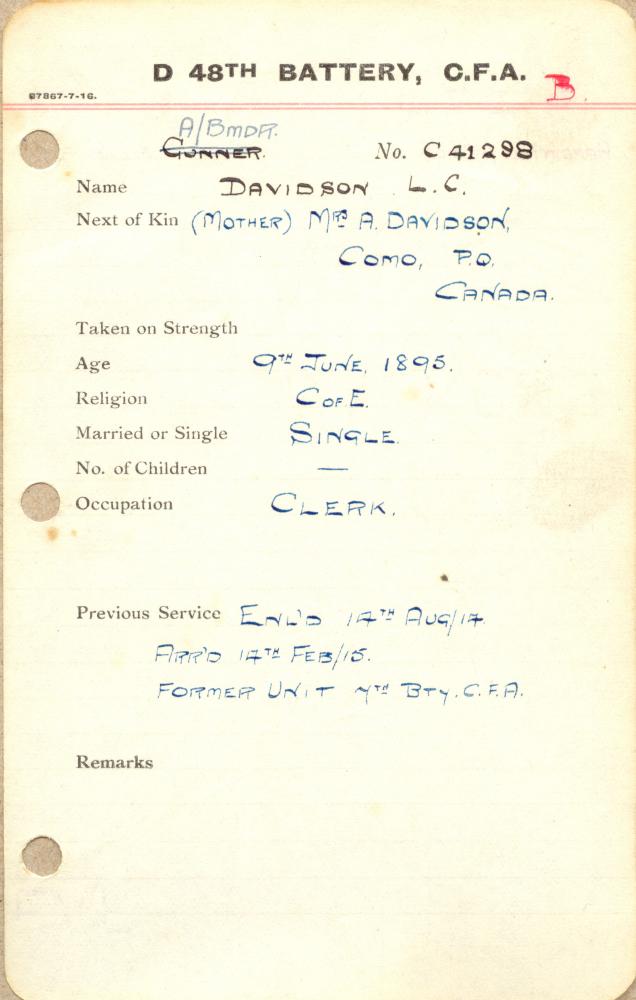 D 48TH BATTERY, C.F.A.
B.
87867-7-16.
A/BMDR.
GUNNER. No. C 41298
Name DAVIDSON L.C.
Next of Kin (MOTHER) MRS A. DAVIDSON,
COMO, P.Q.
CANADA.
Taken on Strength
Age 9TH JUNE, 1895.
Religion C OF E.
Married or Single SINGLE.
No. of Children —
Occupation CLERK.
Previous Service ENL'D 14TH AUG/14.
ARR'D 14TH FEB/15.
FORMER UNIT 7TH BTY. C.F.A.
Remarks